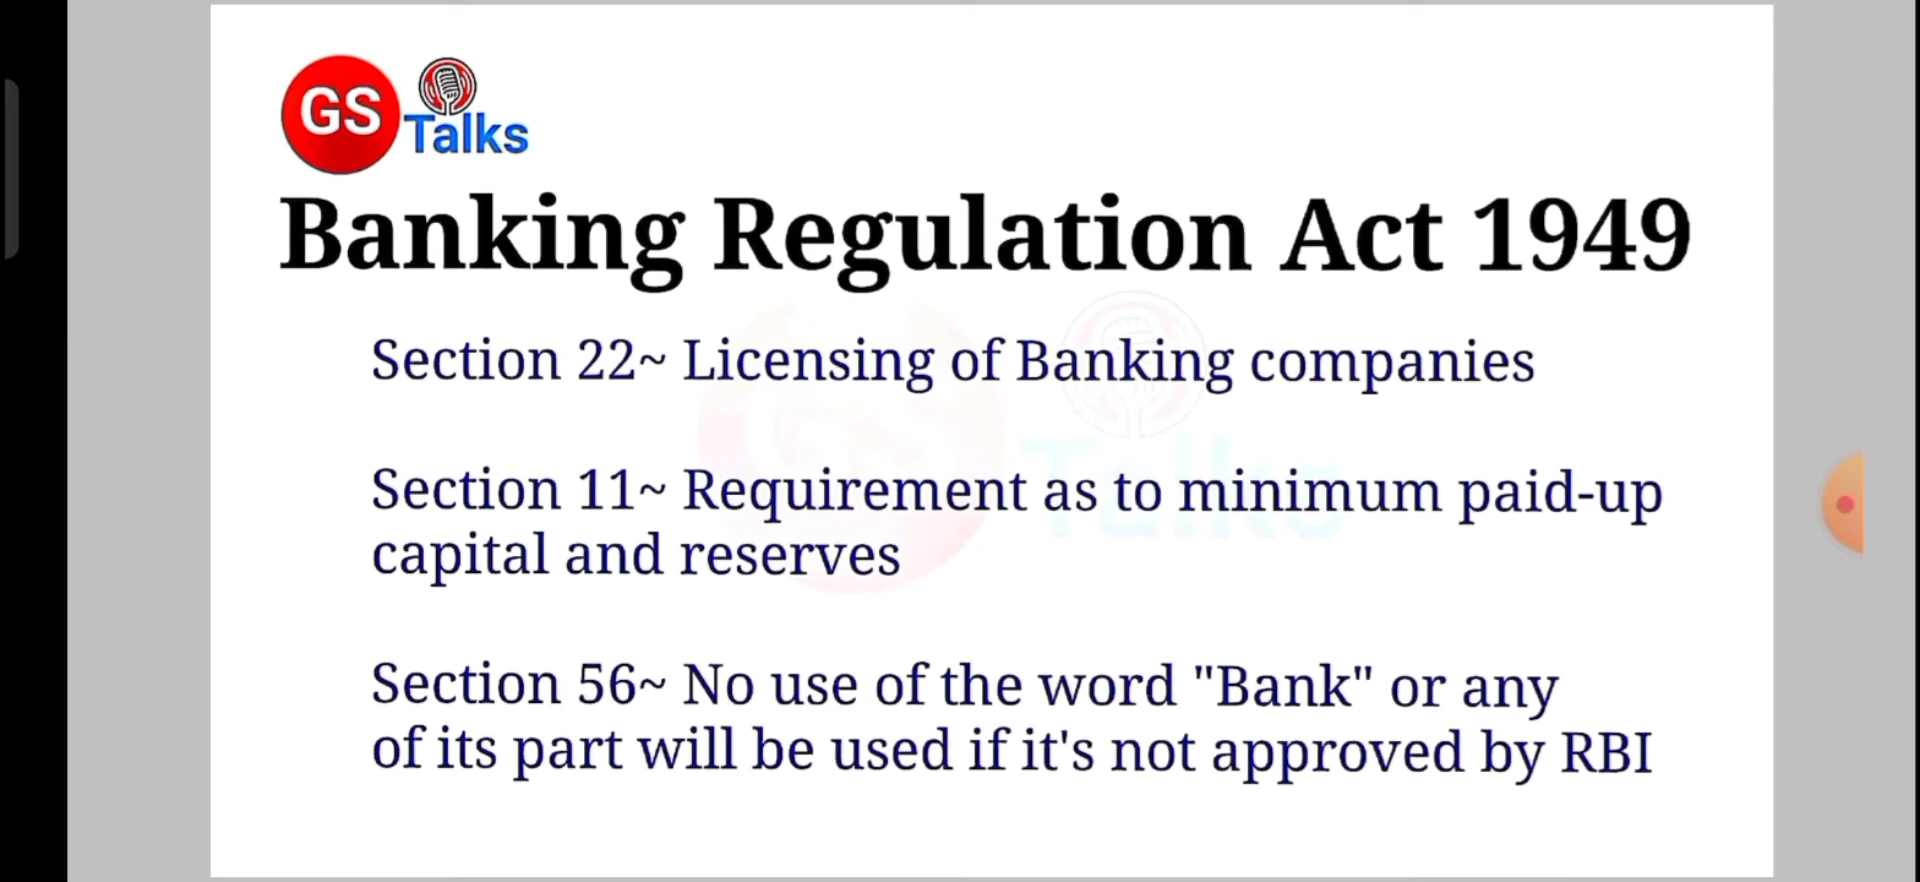 GS
Talks
Banking Regulation Act 1949
Section 22~ Licensing of Banking companies
Section 11~ Requirement as to minimum paid-up
capital and reserves
Section 56~ No use of the word "Bank" or any
of its part will be used if it's not approved by RBI
GS
Talks